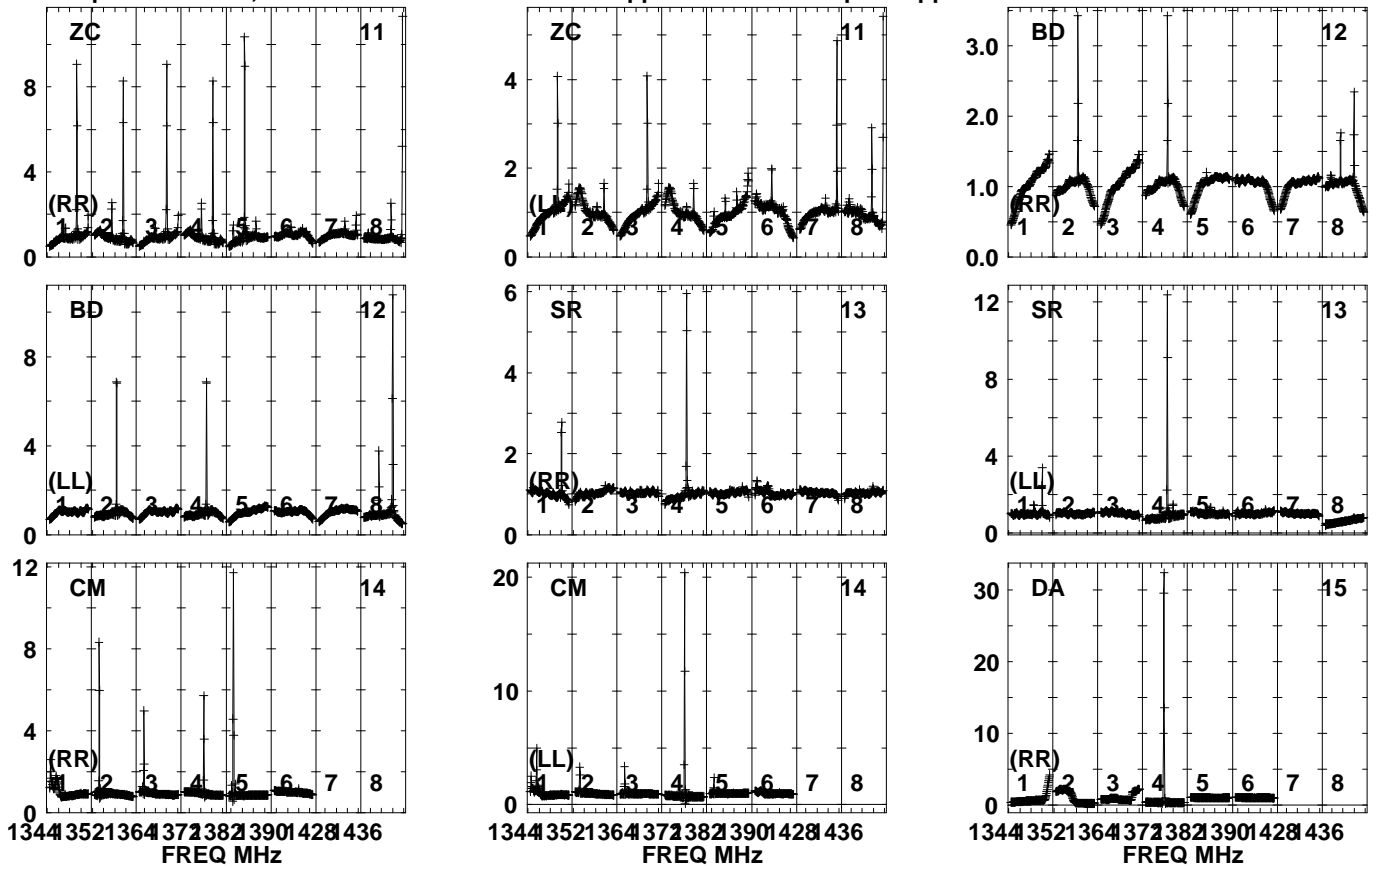 ZC 11 ZC 11 BD 12
8 4 3.0
2.0
4 2 1.0
(RR) (LL) (RR)
1 2 3 4 5 6 7 8 1 2 3 4 5 6 7 8 1 2 3 4 5 6 7 8
0 0 0.0
BD 12 SR 13 SR 13
6 12
8 4 8
4 2 4
(LL) (RR) (LL)
1 2 3 4 5 6 7 8 1 2 3 4 5 6 7 8 1 2 3 4 5 6 7 8
0 0 0
CM 14 CM 14 DA 15
12 20 30
8 20
4 10 10
(RR) (LL) (RR)
1 2 3 4 5 6 7 8 1 2 3 4 5 6 7 8 1 2 3 4 5 6 7 8
0 0 0
1344 1352 1364 1372 1382 1390 1428 1436 1344 1352 1364 1372 1382 1390 1428 1436 1344 1352 1364 1372 1382 1390 1428 1436
FREQ MHz FREQ MHz FREQ MHz